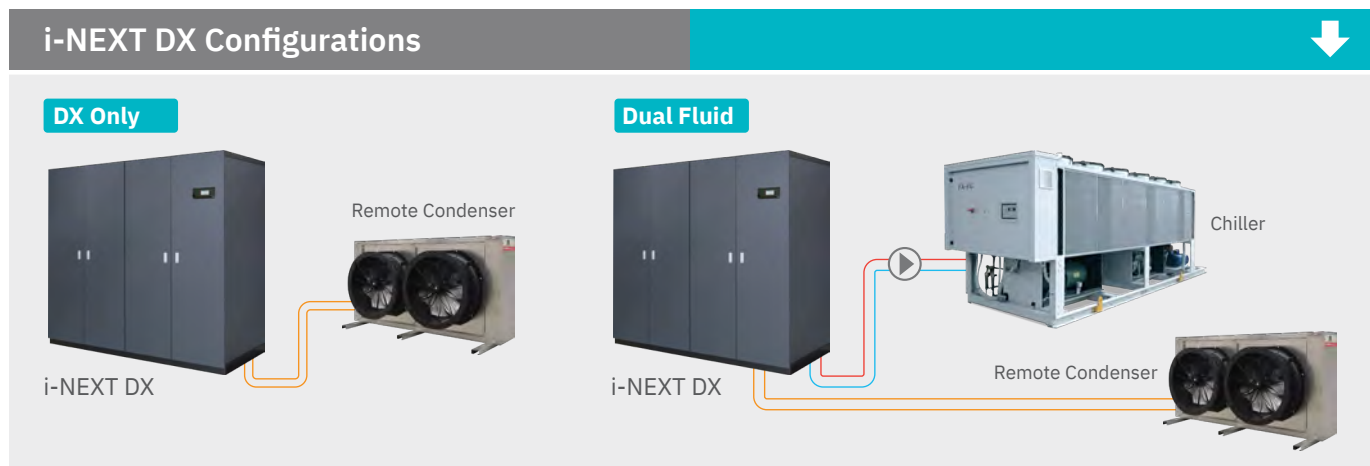 i-NEXT DX Configurations
DX Only
Remote Condenser
i-NEXT DX
Dual Fluid
Chiller
Remote Condenser
i-NEXT DX